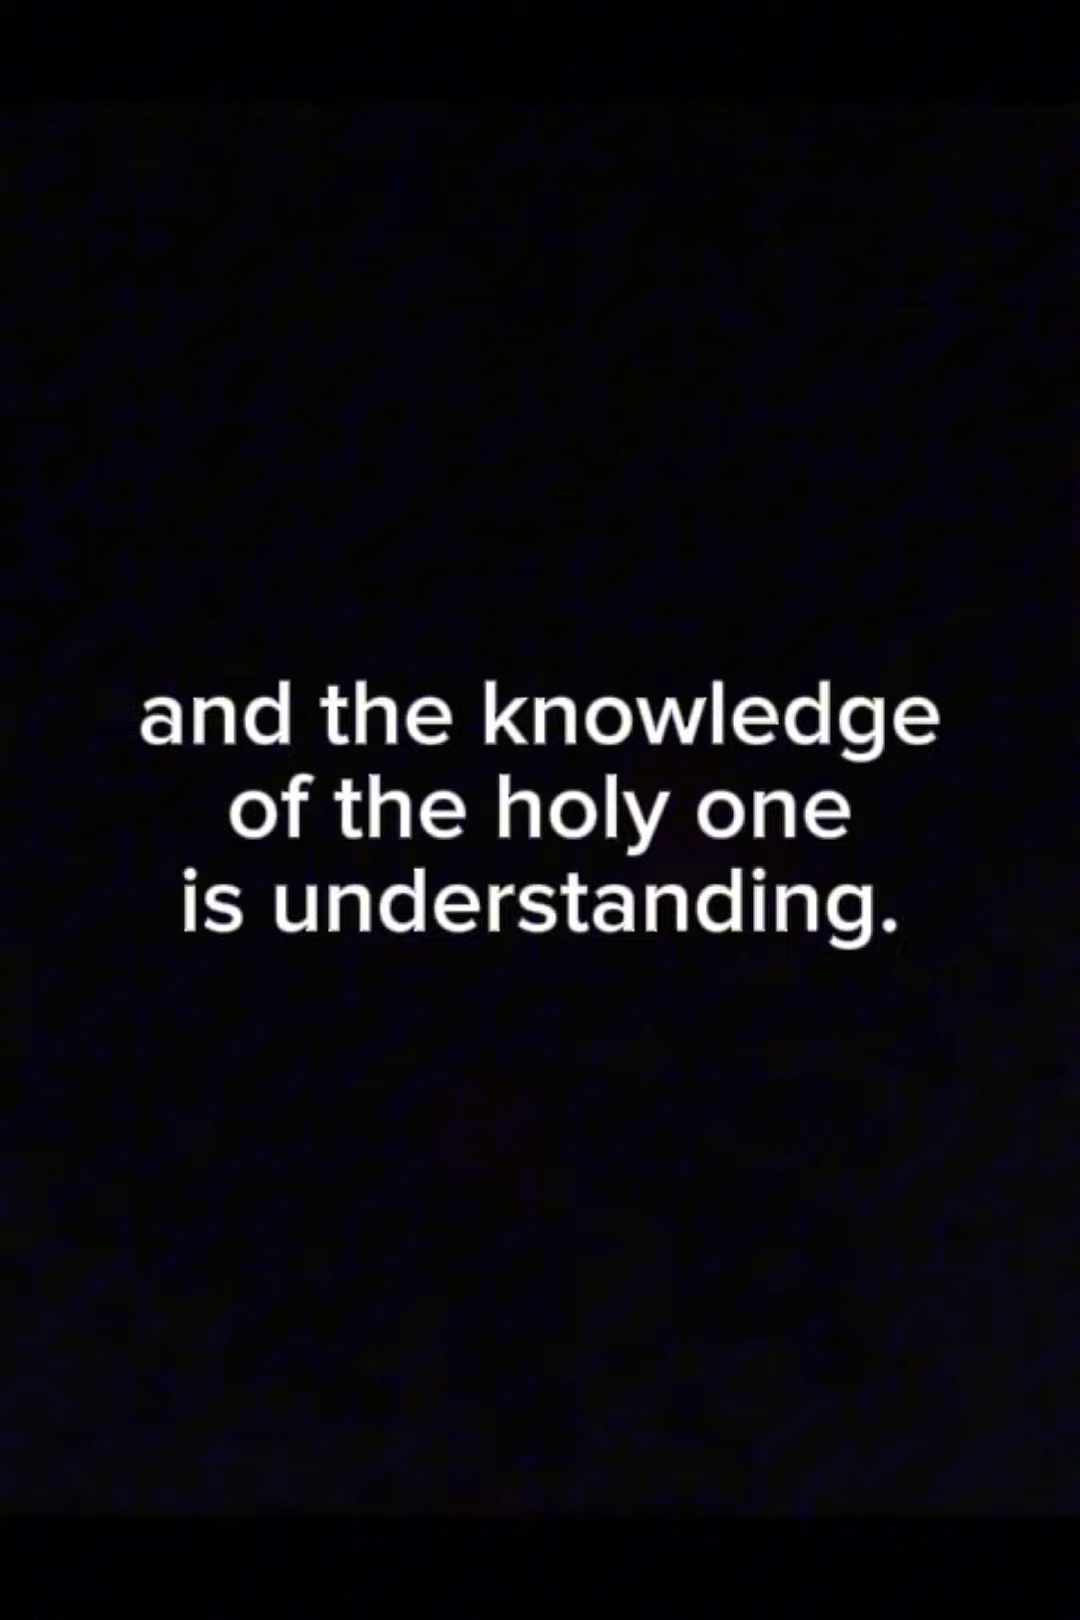 and the knowledge
of the holy one
is understanding.